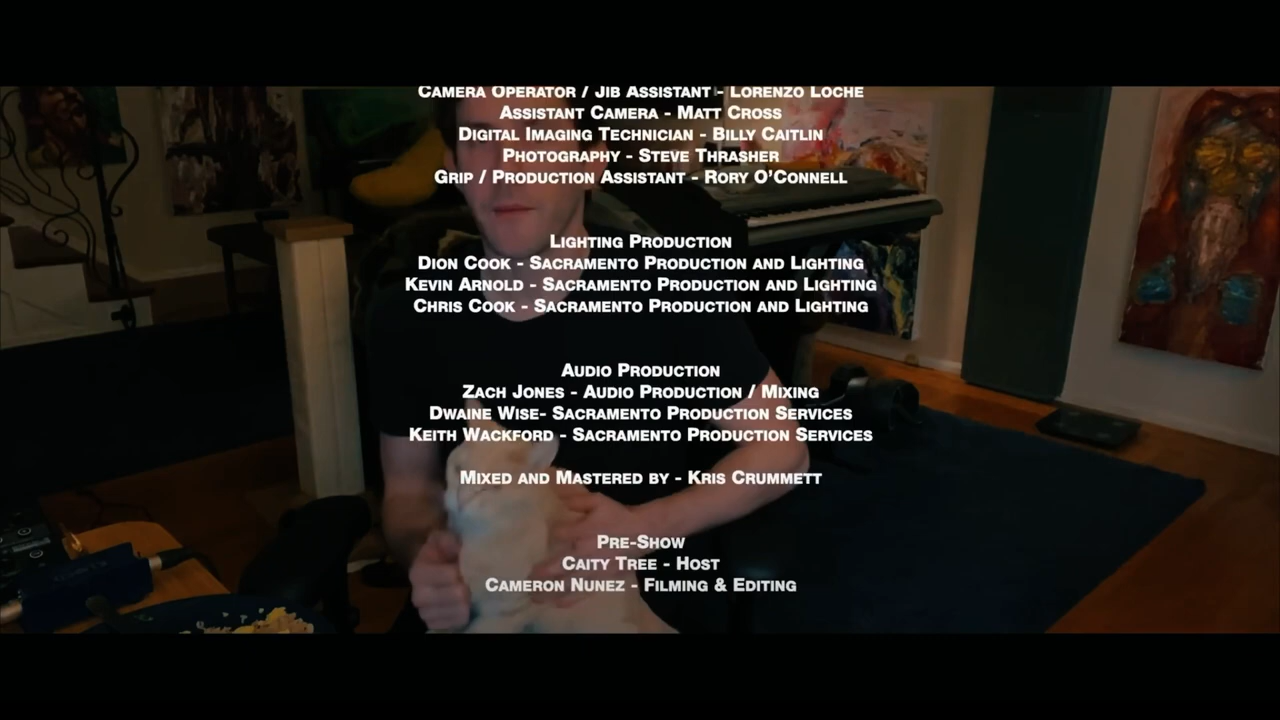 Camera Operator / Jib Assistant - Lorenzo Loche
Assistant Camera - Matt Cross
Digital Imaging Technician - Billy Caitlin
Photography - Steve Thrasher
Grip / Production Assistant - Rory O'Connell
Lighting Production
Dion Cook - Sacramento Production and Lighting
Kevin Arnold - Sacramento Production and Lighting
Chris Cook - Sacramento Production and Lighting
Audio Production
Zach Jones - Audio Production / Mixing
Dwaine Wise- Sacramento Production Services
Keith Wackford - Sacramento Production Services
Mixed and Mastered by - Kris Crummett
Pre-Show
Caity Tree - Host
Cameron Nunez - Filming & Editing